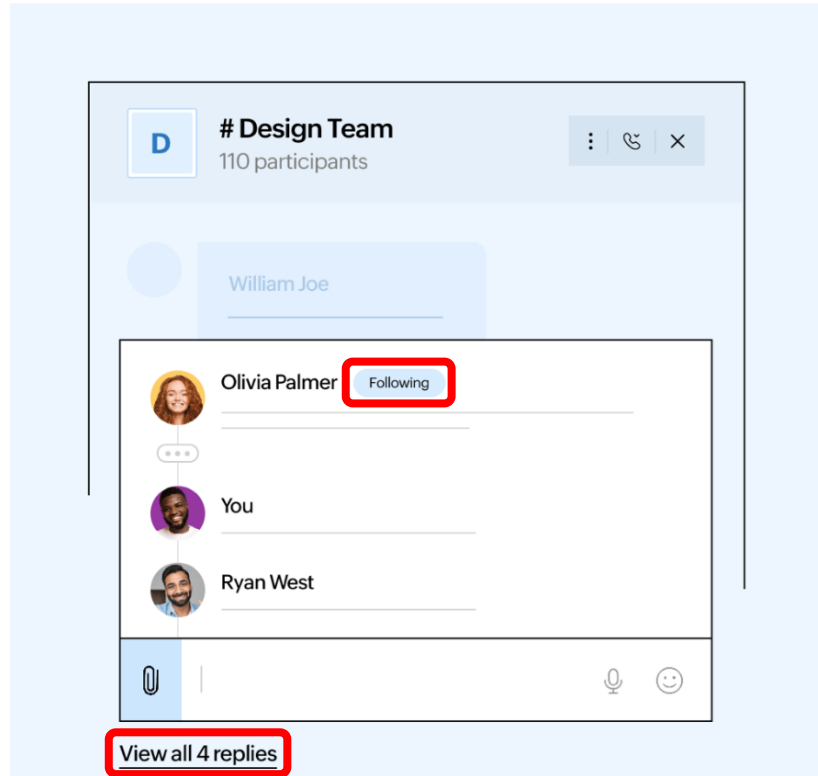 D
# Design Team
110 participants
William Joe
Olivia Palmer Following
You
Ryan West
View all 4 replies